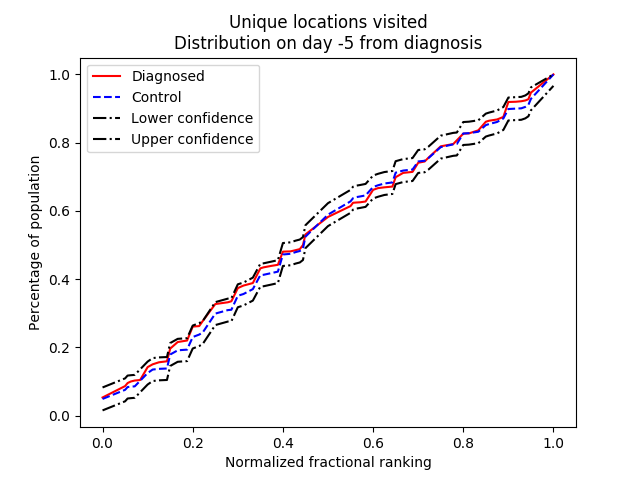 Unique locations visited
Distribution on day -5 from diagnosis
Diagnosed
Control
Lower confidence
Upper confidence
Percentage of population
1.0
0.8
0.6
0.4
0.2
0.0
0.0 0.2 0.4 0.6 0.8 1.0
Normalized fractional ranking